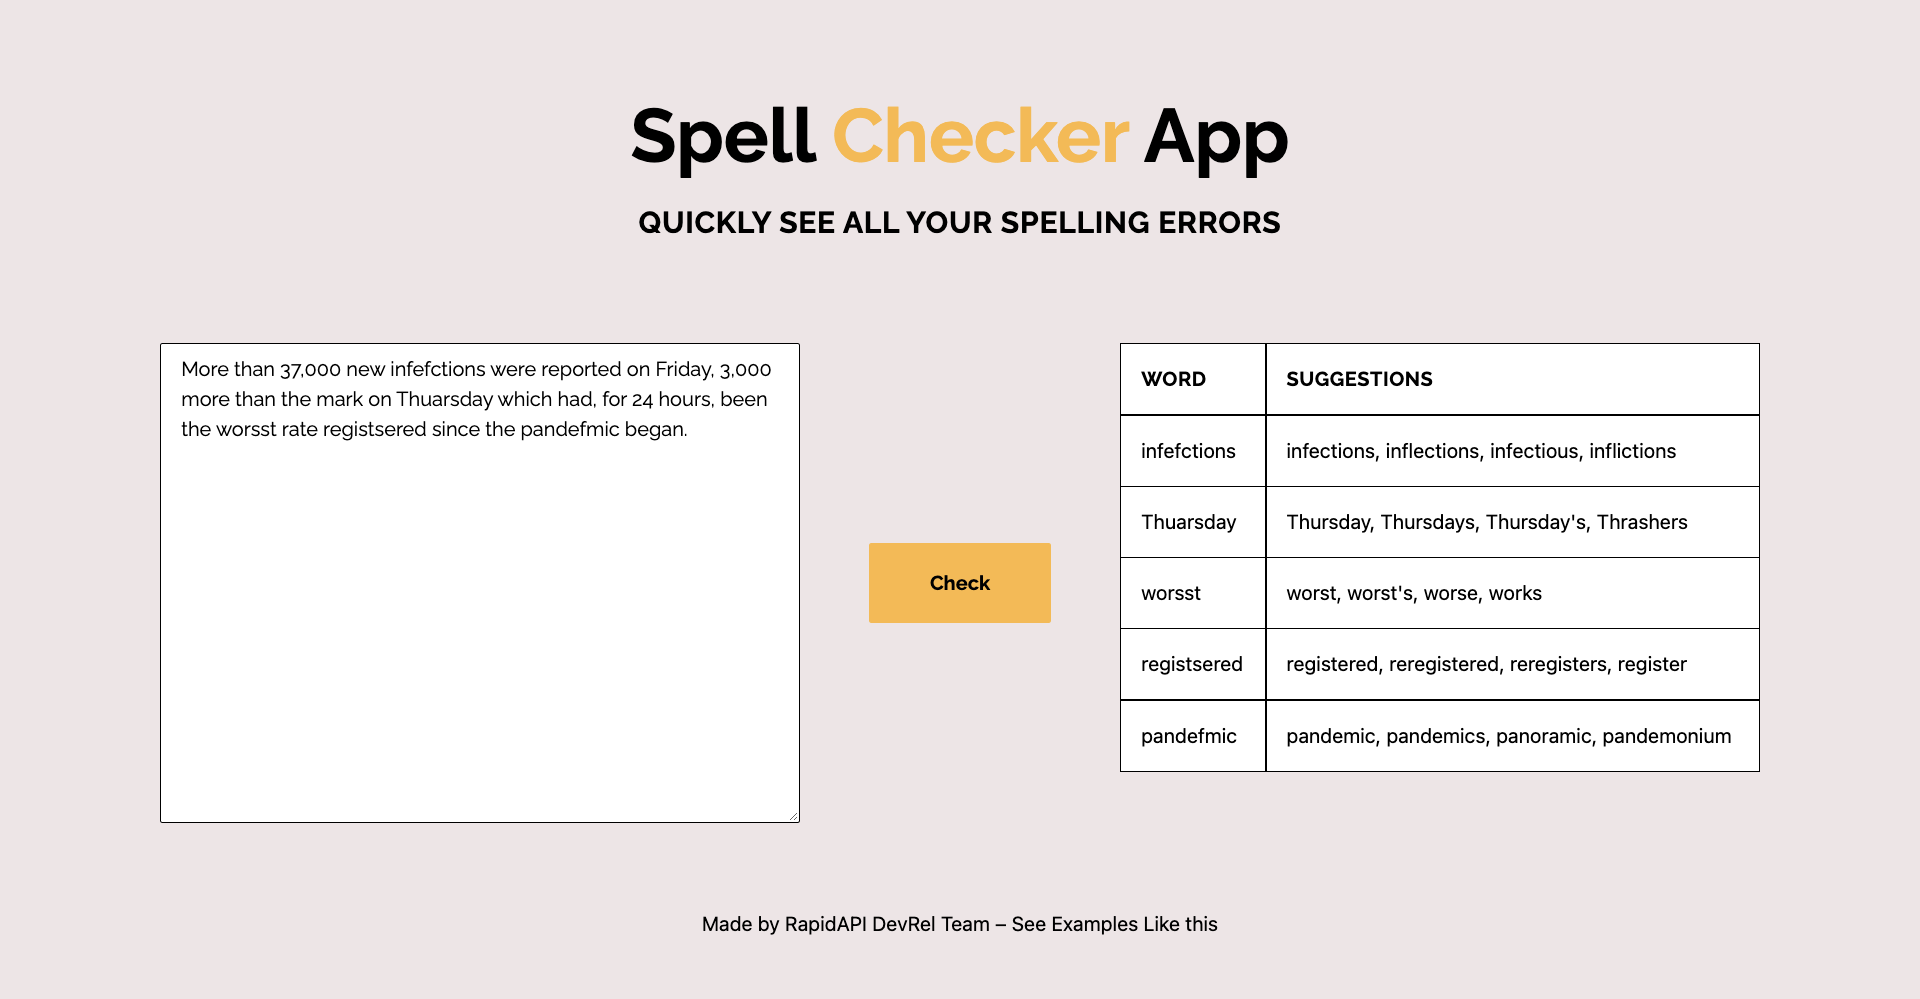 Spell Checker App
QUICKLY SEE ALL YOUR SPELLING ERRORS
More than 37,000 new infefctions were reported on Friday, 3,000
more than the mark on Thuarsday which had, for 24 hours, been
the worsst rate registsered since the pandefmic began.
Check
WORD SUGGESTIONS
infefctions infections, inflections, infectious, inflictions
Thuarsday Thursday, Thursdays, Thursday's, Thrashers
worsst worst, worst's, worse, works
registsered registered, reregistered, reregisters, register
pandefmic pandemic, pandemics, panoramic, pandemonium
Made by RapidAPI DevRel Team – See Examples Like this